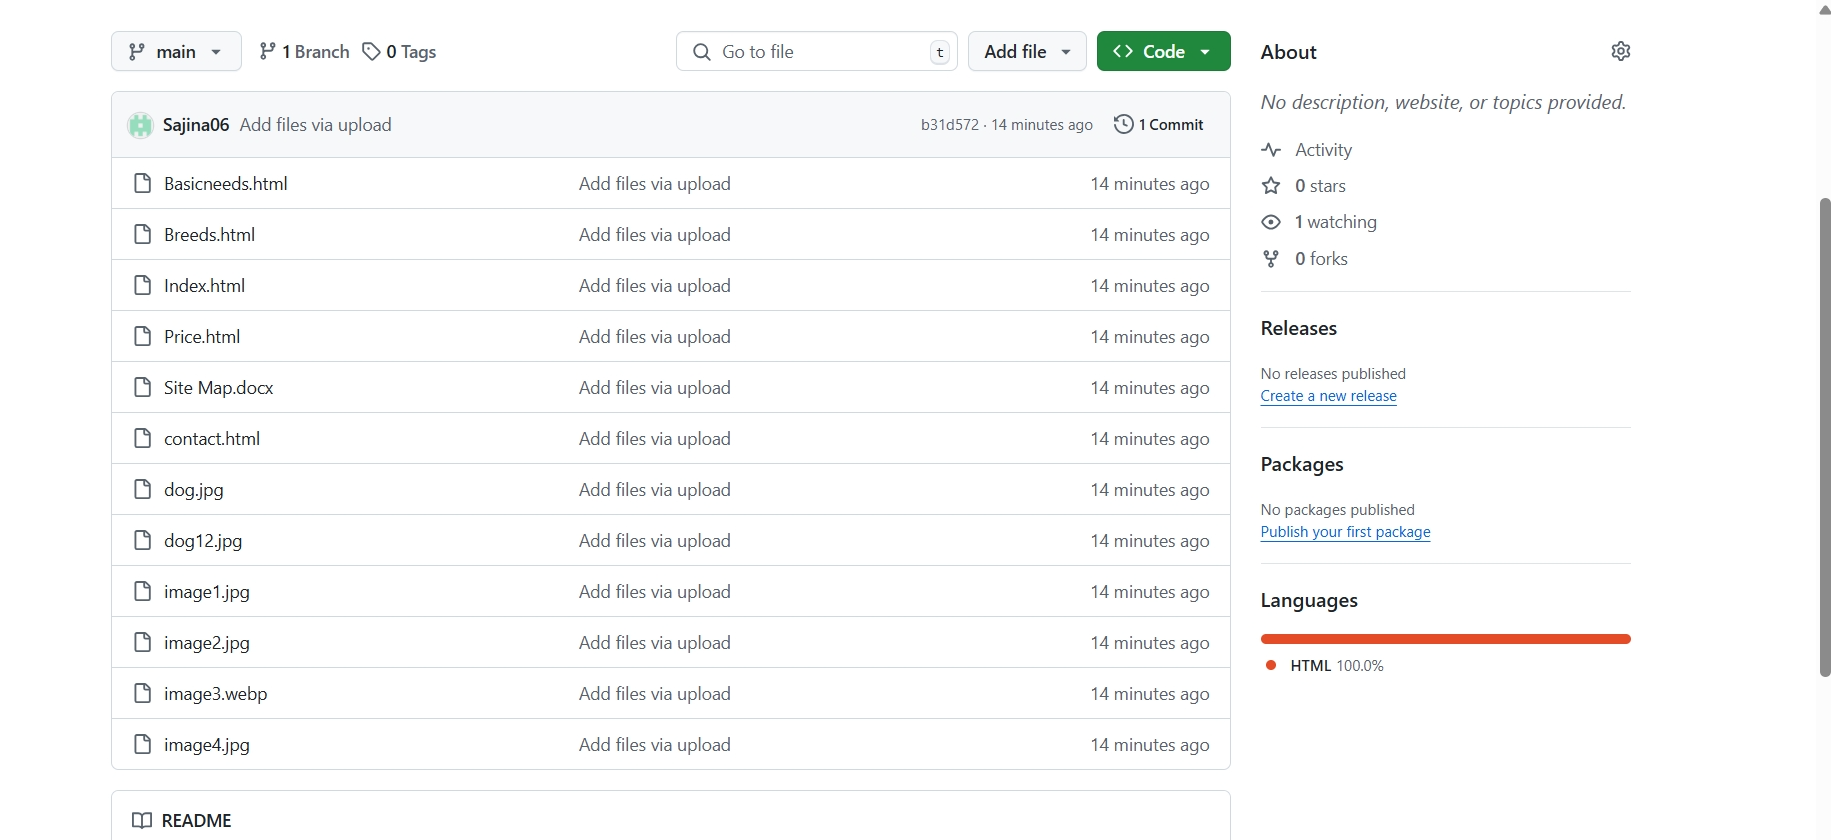 main
1 Branch
0 Tags
Go to file
t
Add file
Code
Sajina06 Add files via upload b31d572 · 14 minutes ago 1 Commit
Basicneeds.html Add files via upload 14 minutes ago
Breeds.html Add files via upload 14 minutes ago
Index.html Add files via upload 14 minutes ago
Price.html Add files via upload 14 minutes ago
Site Map.docx Add files via upload 14 minutes ago
contact.html Add files via upload 14 minutes ago
dog.jpg Add files via upload 14 minutes ago
dog12.jpg Add files via upload 14 minutes ago
image1.jpg Add files via upload 14 minutes ago
image2.jpg Add files via upload 14 minutes ago
image3.webp Add files via upload 14 minutes ago
image4.jpg Add files via upload 14 minutes ago
README
About
No description, website, or topics provided.
Activity
0 stars
1 watching
0 forks
Releases
No releases published
Create a new release
Packages
No packages published
Publish your first package
Languages
HTML 100.0%